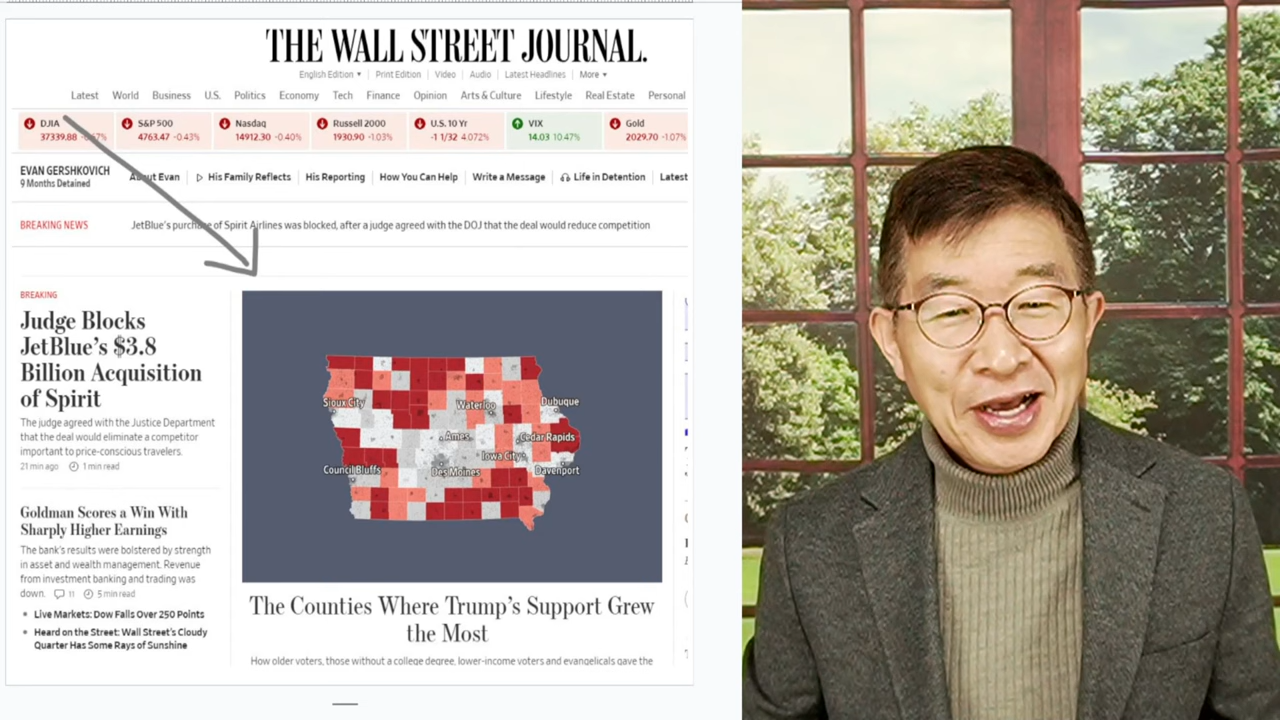 THE WALL STREET JOURNAL.
English Edition ▾ | Print Edition | Video | Audio | Latest Headlines | More ▾
Latest World Business U.S. Politics Economy Tech Finance Opinion Arts & Culture Lifestyle Real Estate Personal
DJIA S&P 500 Nasdaq Russell 2000 U.S. 10 Yr VIX Gold
37339.88 4763.47 -0.43% 14912.30 -0.40% 1930.90 -1.03% -1 1/32 4.072% 14.03 10.47% 2029.70 -1.07%
EVAN GERSHKOVICH
9 Months Detained
About Evan | His Family Reflects | His Reporting | How You Can Help | Write a Message | Life in Detention | Latest
BREAKING NEWS JetBlue's purchase of Spirit Airlines was blocked, after a judge agreed with the DOJ that the deal would reduce competition
BREAKING
Judge Blocks
JetBlue's $3.8
Billion Acquisition
of Spirit
The judge agreed with the Justice Department
that the deal would eliminate a competitor
important to price-conscious travelers.
21 min ago 1 min read
Goldman Scores a Win With
Sharply Higher Earnings
The bank's results were bolstered by strength
in asset and wealth management. Revenue
from investment banking and trading was
down. 11 5 min read
• Live Markets: Dow Falls Over 250 Points
• Heard on the Street: Wall Street's Cloudy
Quarter Has Some Rays of Sunshine
Sioux City
Waterloo
Dubuque
Ames
Cedar Rapids
Iowa City
Council Bluffs
Des Moines
Davenport
The Counties Where Trump's Support Grew
the Most
How older voters, those without a college degree, lower-income voters and evangelicals gave the